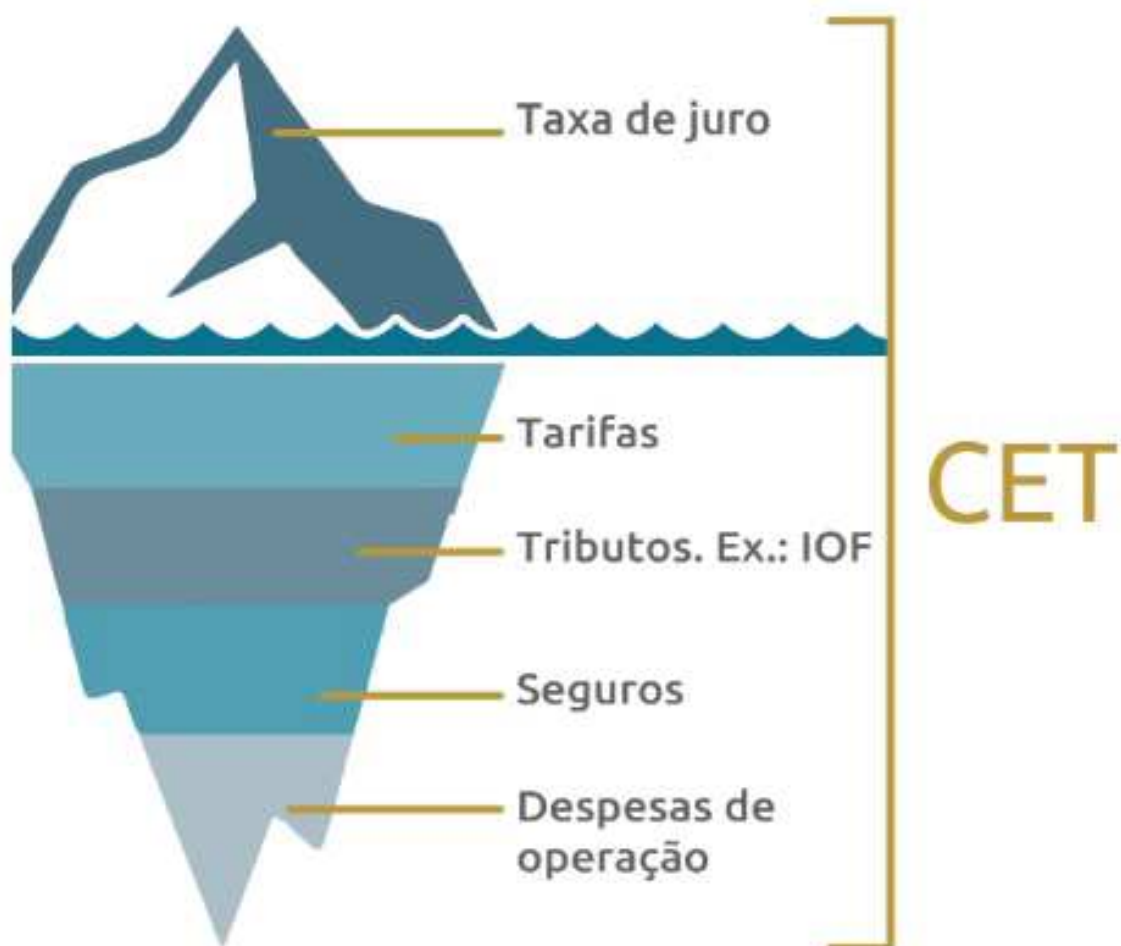 Taxa de juro
Tarifas
CET
Tributos. Ex.: IOF
Seguros
Despesas de
operação